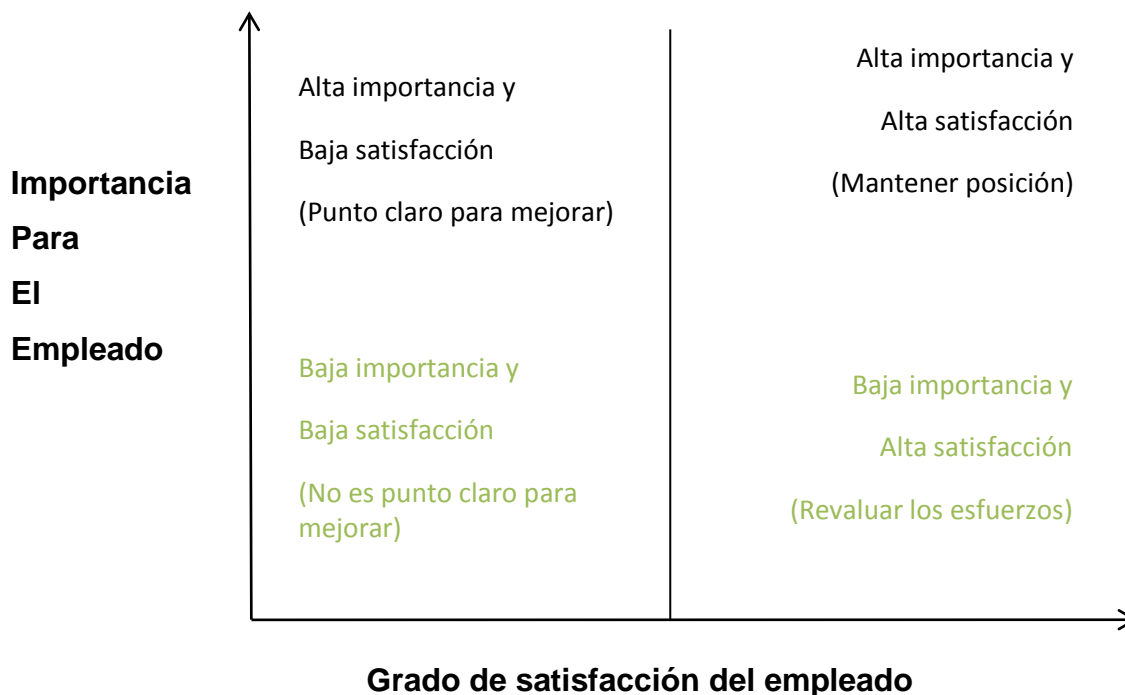 Importancia
Para
El
Empleado
Alta importancia y
Baja satisfacción
(Punto claro para mejorar)
Alta importancia y
Alta satisfacción
(Mantener posición)
Baja importancia y
Baja satisfacción
(No es punto claro para
mejorar)
Baja importancia y
Alta satisfacción
(Revaluar los esfuerzos)
Grado de satisfacción del empleado